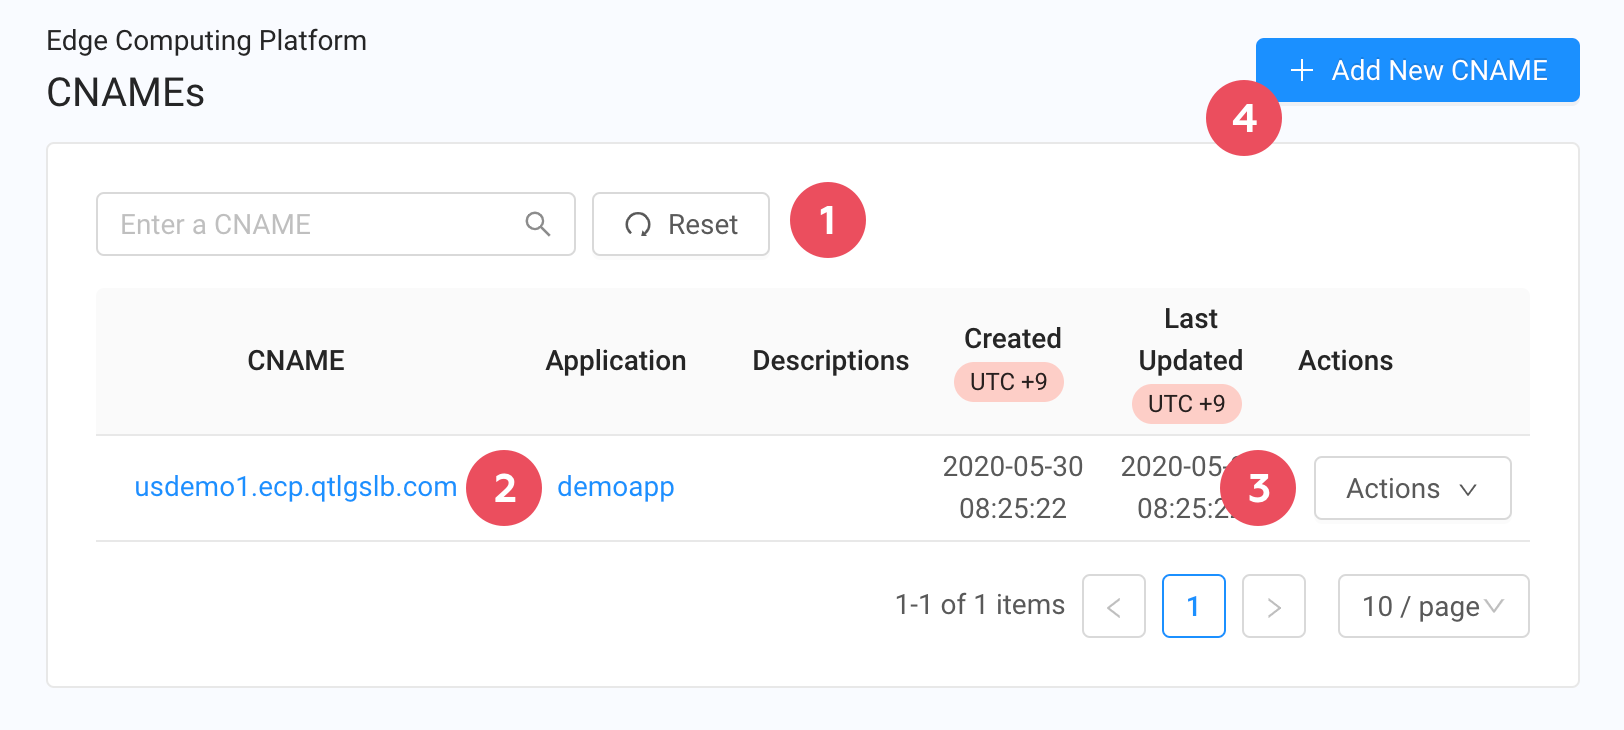 Edge Computing Platform
CNAMEs
+ Add New CNAME
4
Enter a CNAME
Reset
1
CNAME
Application
Descriptions
Created
UTC +9
Last
Updated
UTC +9
Actions
usdemo1.ecp.qtlgslb.com
2
demoapp
2020-05-30
08:25:22
2020-05-
08:25:2
3
Actions
1-1 of 1 items
<
1
>
10 / page